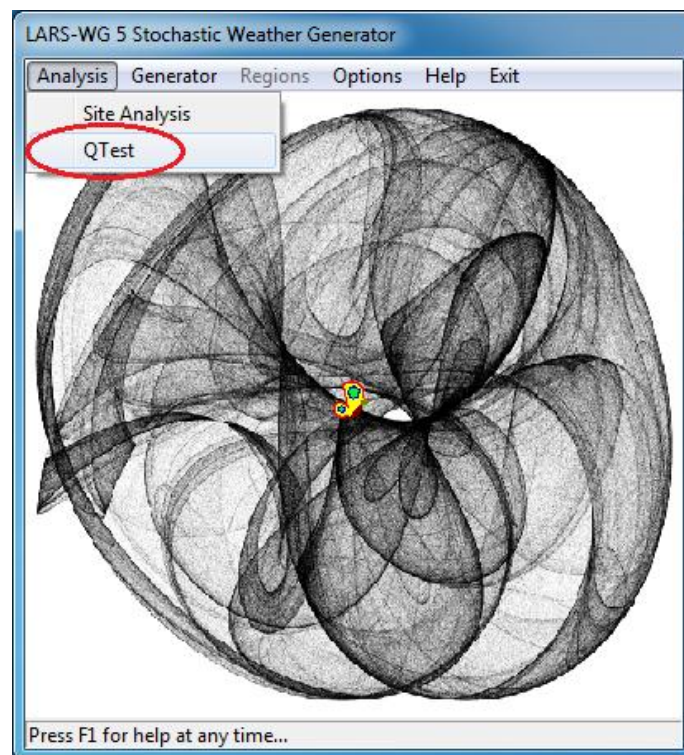 LARS-WG 5 Stochastic Weather Generator
Analysis Generator Regions Options Help Exit
Site Analysis
QTest
Press F1 for help at any time...